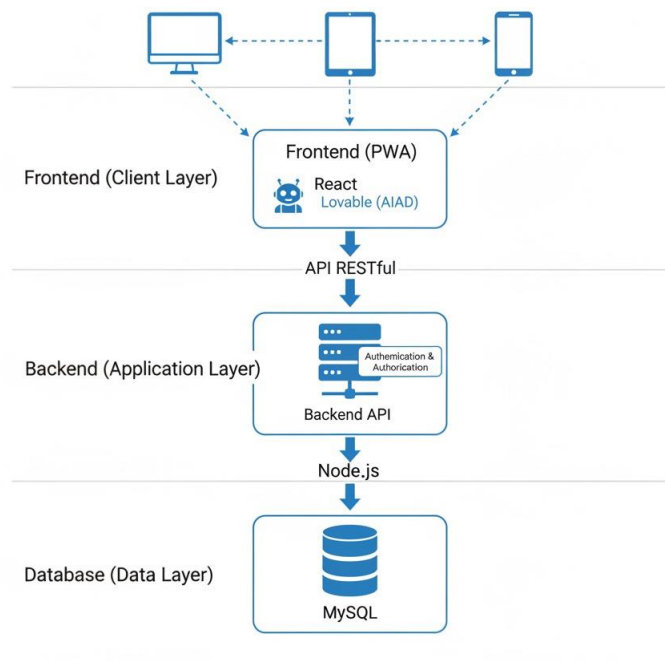 Frontend (PWA)
React
Lovable (AIAD)
Frontend (Client Layer)
API RESTful
Authemication &
Authorication
Backend (Application Layer)
Backend API
Node.js
Database (Data Layer)
MySQL